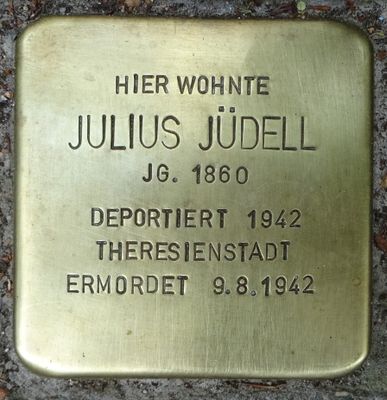 HIER WOHNTE
JULIUS JÜDELL
JG. 1860
DEPORTIERT 1942
THERESIENSTADT
ERMORDET 9.8.1942